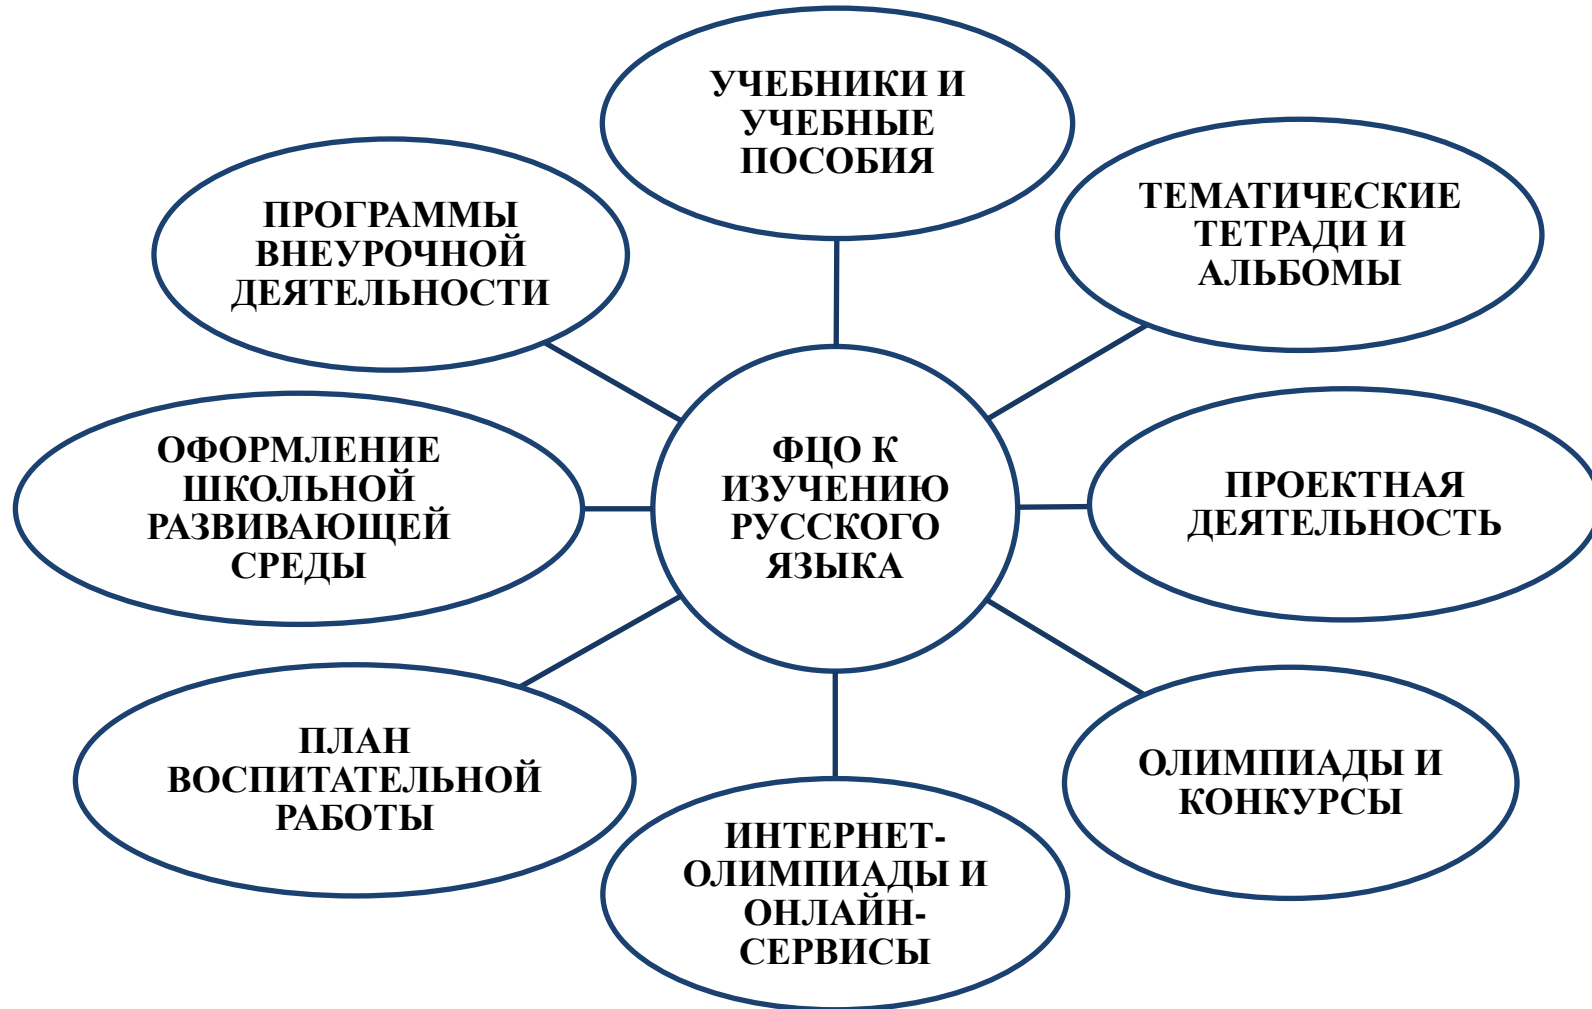 УЧЕБНИКИ И
УЧЕБНЫЕ
ПОСОБИЯ
ТЕМАТИЧЕСКИЕ
ТЕТРАДИ И
АЛЬБОМЫ
ПРОГРАММЫ
ВНЕУРОЧНОЙ
ДЕЯТЕЛЬНОСТИ
ОФОРМЛЕНИЕ
ШКОЛЬНОЙ
РАЗВИВАЮЩЕЙ
СРЕДЫ
ФЦО К
ИЗУЧЕНИЮ
РУССКОГО
ЯЗЫКА
ПРОЕКТНАЯ
ДЕЯТЕЛЬНОСТЬ
ПЛАН
ВОСПИТАТЕЛЬНОЙ
РАБОТЫ
ОЛИМПИАДЫ И
КОНКУРСЫ
ИНТЕРНЕТ-
ОЛИМПИАДЫ И
ОНЛАЙН-
СЕРВИСЫ